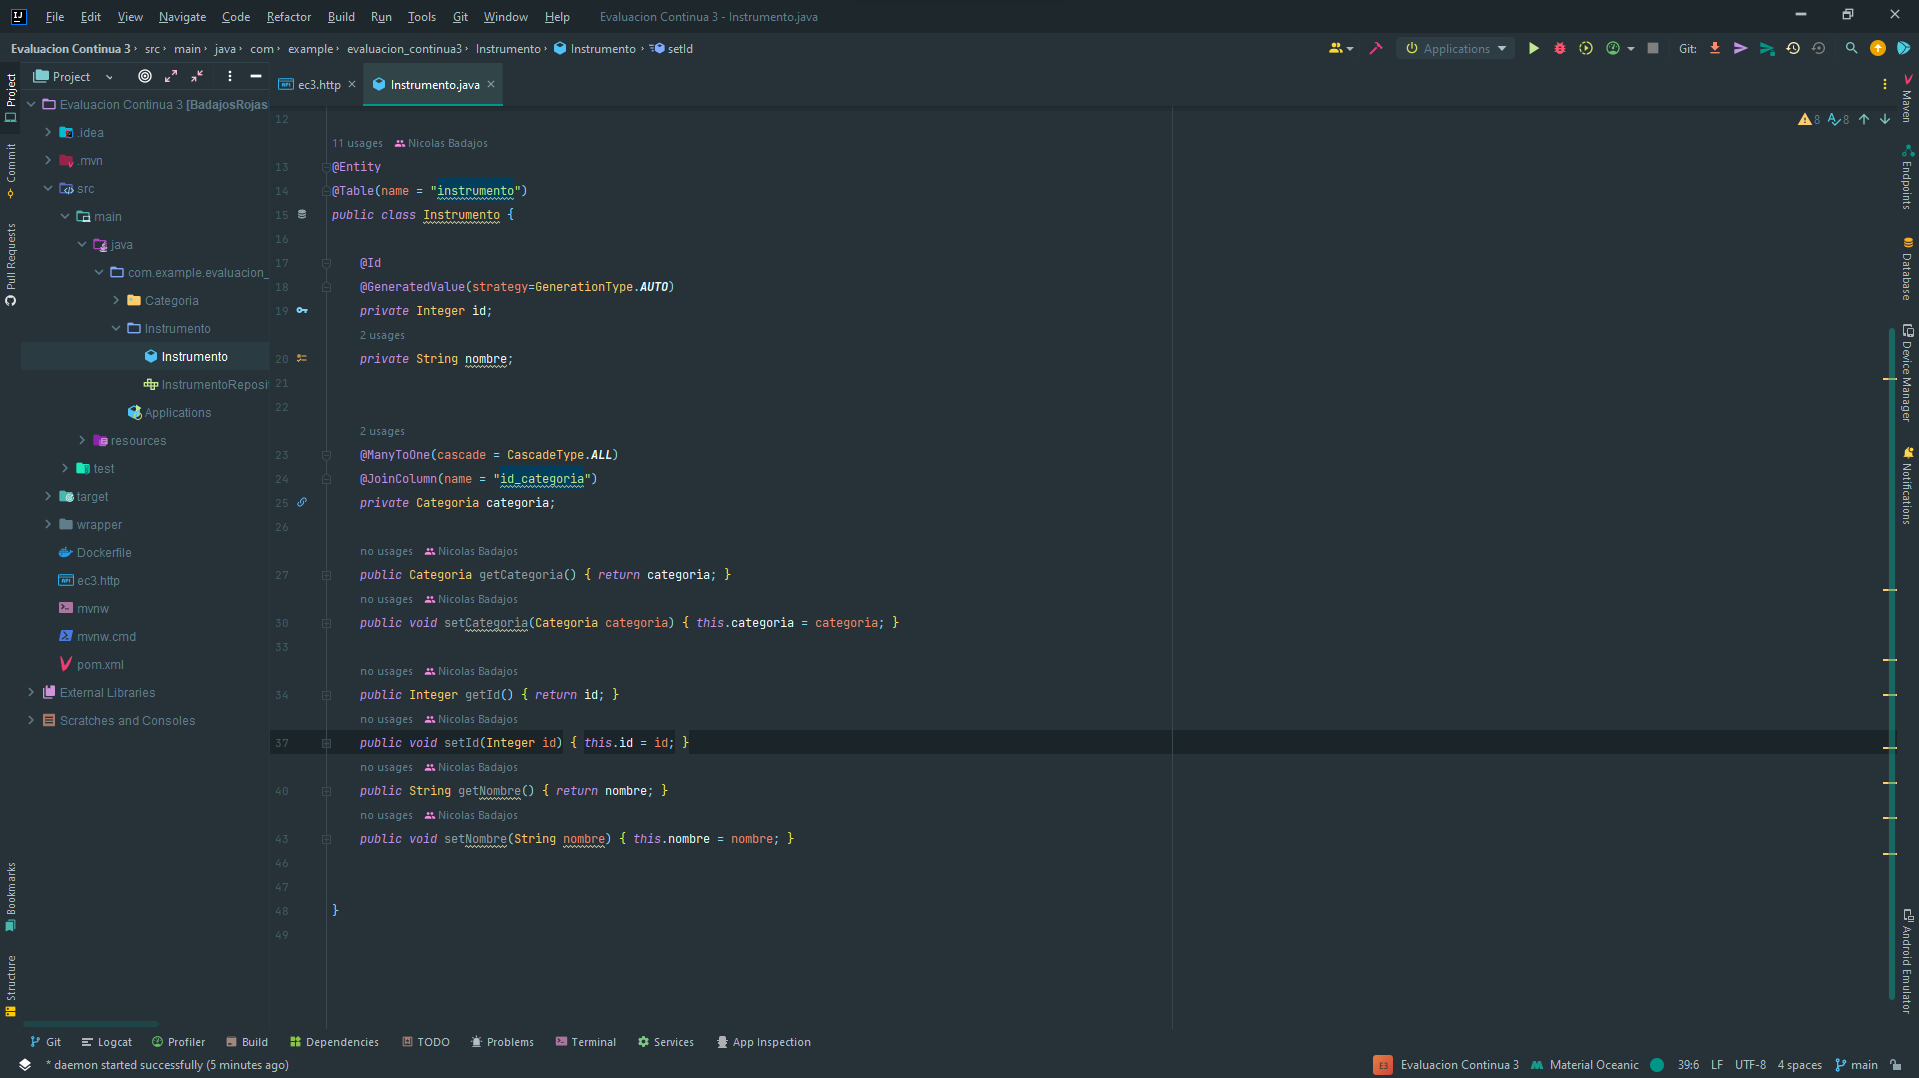 File Edit View Navigate Code Refactor Build Run Tools Git Window Help Evaluacion Continua 3 - Instrumento.java
Evaluacion Continua 3 › src › main › java › com › example › evaluacion_continua3 › Instrumento › Instrumento › setId
Applications
Git:
Project
ec3.http
Instrumento.java
Project
Commit
Pull Requests
Bookmarks
Structure
Evaluacion Continua 3 [BadajosRojas
.idea
.mvn
src
main
java
com.example.evaluacion_
Categoria
Instrumento
Instrumento
InstrumentoReposi
Applications
resources
test
target
wrapper
Dockerfile
ec3.http
mvnw
mvnw.cmd
pom.xml
External Libraries
Scratches and Consoles
8 8
12
11 usages Nicolas Badajos
13 @Entity
14 @Table(name = "instrumento")
15 public class Instrumento {
16
17 @Id
18 @GeneratedValue(strategy=GenerationType.AUTO)
19 private Integer id;
2 usages
20 private String nombre;
21
22
2 usages
23 @ManyToOne(cascade = CascadeType.ALL)
24 @JoinColumn(name = "id_categoria")
25 private Categoria categoria;
26
no usages Nicolas Badajos
27 public Categoria getCategoria() { return categoria; }
no usages Nicolas Badajos
30 public void setCategoria(Categoria categoria) { this.categoria = categoria; }
33
no usages Nicolas Badajos
34 public Integer getId() { return id; }
no usages Nicolas Badajos
37 public void setId(Integer id) { this.id = id; }
no usages Nicolas Badajos
40 public String getNombre() { return nombre; }
no usages Nicolas Badajos
43 public void setNombre(String nombre) { this.nombre = nombre; }
46
47
48 }
49
Maven
Endpoints
Database
Device Manager
Notifications
Android Emulator
Git Logcat Profiler Build Dependencies TODO Problems Terminal Services App Inspection
* daemon started successfully (5 minutes ago)
E3 Evaluacion Continua 3 Material Oceanic 39:6 LF UTF-8 4 spaces main